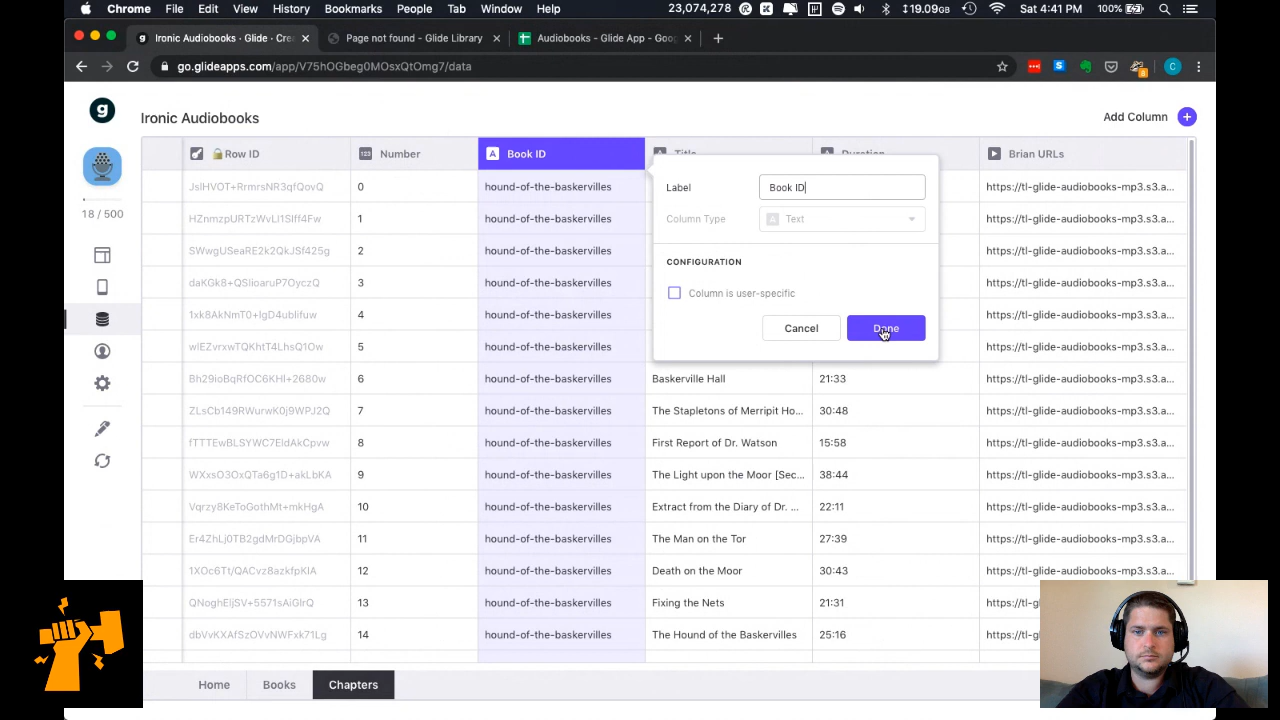 Chrome File Edit View History Bookmarks People Tab Window Help 23,074,278 19.09GB Sat 4:41 PM 100%
Ironic Audiobooks · Glide · Cre Page not found - Glide Library Audiobooks - Glide App - Goo
go.glideapps.com/app/V75hOGbeg0MOsxQtOmg7/data
g Ironic Audiobooks Add Column +
Row ID 123 Number A Book ID A Title A Duration Brian URLs
JsIHVOT+RrmrsNR3qfQovQ 0 hound-of-the-baskervilles Label Book ID https://tl-glide-audiobooks-mp3.s3.a...
18 / 500 HZnmzpURTzWvLI1SIff4Fw 1 hound-of-the-baskervilles Column Type A Text https://tl-glide-audiobooks-mp3.s3.a...
SWwgUSeaRE2k2QkJSf425g 2 hound-of-the-baskervilles https://tl-glide-audiobooks-mp3.s3.a...
CONFIGURATION
daKGk8+QSlioaruP7OyczQ 3 hound-of-the-baskervilles Column is user-specific https://tl-glide-audiobooks-mp3.s3.a...
1xk8AkNmT0+IgD4ublifuw 4 hound-of-the-baskervilles Cancel Done https://tl-glide-audiobooks-mp3.s3.a...
wIEZvrxwTQKhtT4LhsQ1Ow 5 hound-of-the-baskervilles https://tl-glide-audiobooks-mp3.s3.a...
Bh29ioBqRfOC6KHI+2680w 6 hound-of-the-baskervilles Baskerville Hall 21:33 https://tl-glide-audiobooks-mp3.s3.a...
ZLsCb149RWurwK0j9WPJ2Q 7 hound-of-the-baskervilles The Stapletons of Merripit Ho... 30:48 https://tl-glide-audiobooks-mp3.s3.a...
fTTTEwBLSYWC7EldAkCpvw 8 hound-of-the-baskervilles First Report of Dr. Watson 15:58 https://tl-glide-audiobooks-mp3.s3.a...
WXxsO3OxQTa6g1D+akLbKA 9 hound-of-the-baskervilles The Light upon the Moor [Sec... 38:44 https://tl-glide-audiobooks-mp3.s3.a...
Vqrzy8KeToGothMt+mkHgA 10 hound-of-the-baskervilles Extract from the Diary of Dr. ... 22:11 https://tl-glide-audiobooks-mp3.s3.a...
Er4ZhLj0TB2gdMrDGjbpVA 11 hound-of-the-baskervilles The Man on the Tor 27:39 https://tl-glide-audiobooks-mp3.s3.a...
1XOc6Tt/QACvz8azkfpKIA 12 hound-of-the-baskervilles Death on the Moor 30:43 https://tl-glide-audiobooks-mp3.s3.a...
QNoghEijSV+5571sAiGlrQ 13 hound-of-the-baskervilles Fixing the Nets 21:31 https://tl-g
dbVvKXAfSzOVvNWFxk71Lg 14 hound-of-the-baskervilles The Hound of the Baskervilles 25:16 https://tl-g
Home Books Chapters